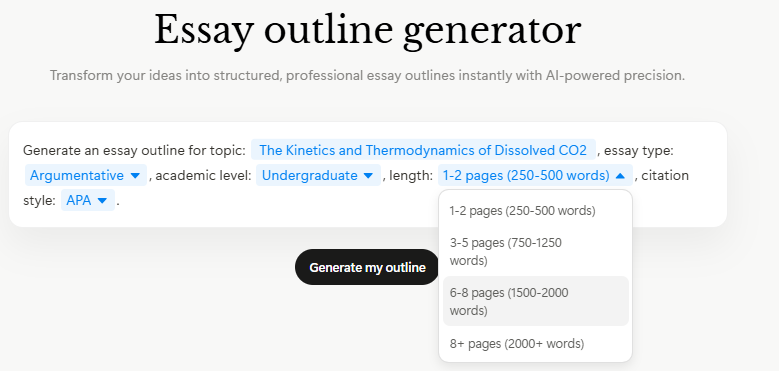 Essay outline generator
Transform your ideas into structured, professional essay outlines instantly with AI-powered precision.
Generate an essay outline for topic: The Kinetics and Thermodynamics of Dissolved CO2 , essay type:
Argumentative , academic level: Undergraduate , length: 1-2 pages (250-500 words) , citation
style: APA .
1-2 pages (250-500 words)
3-5 pages (750-1250
words)
Generate my outline
6-8 pages (1500-2000
words)
8+ pages (2000+ words)